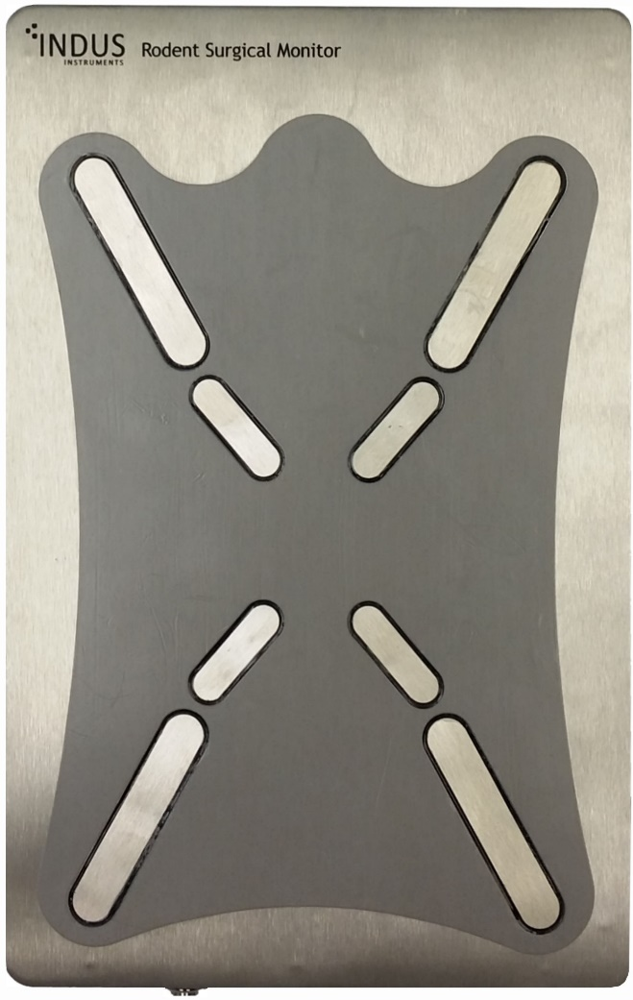 INDUS
INSTRUMENTS
Rodent Surgical Monitor